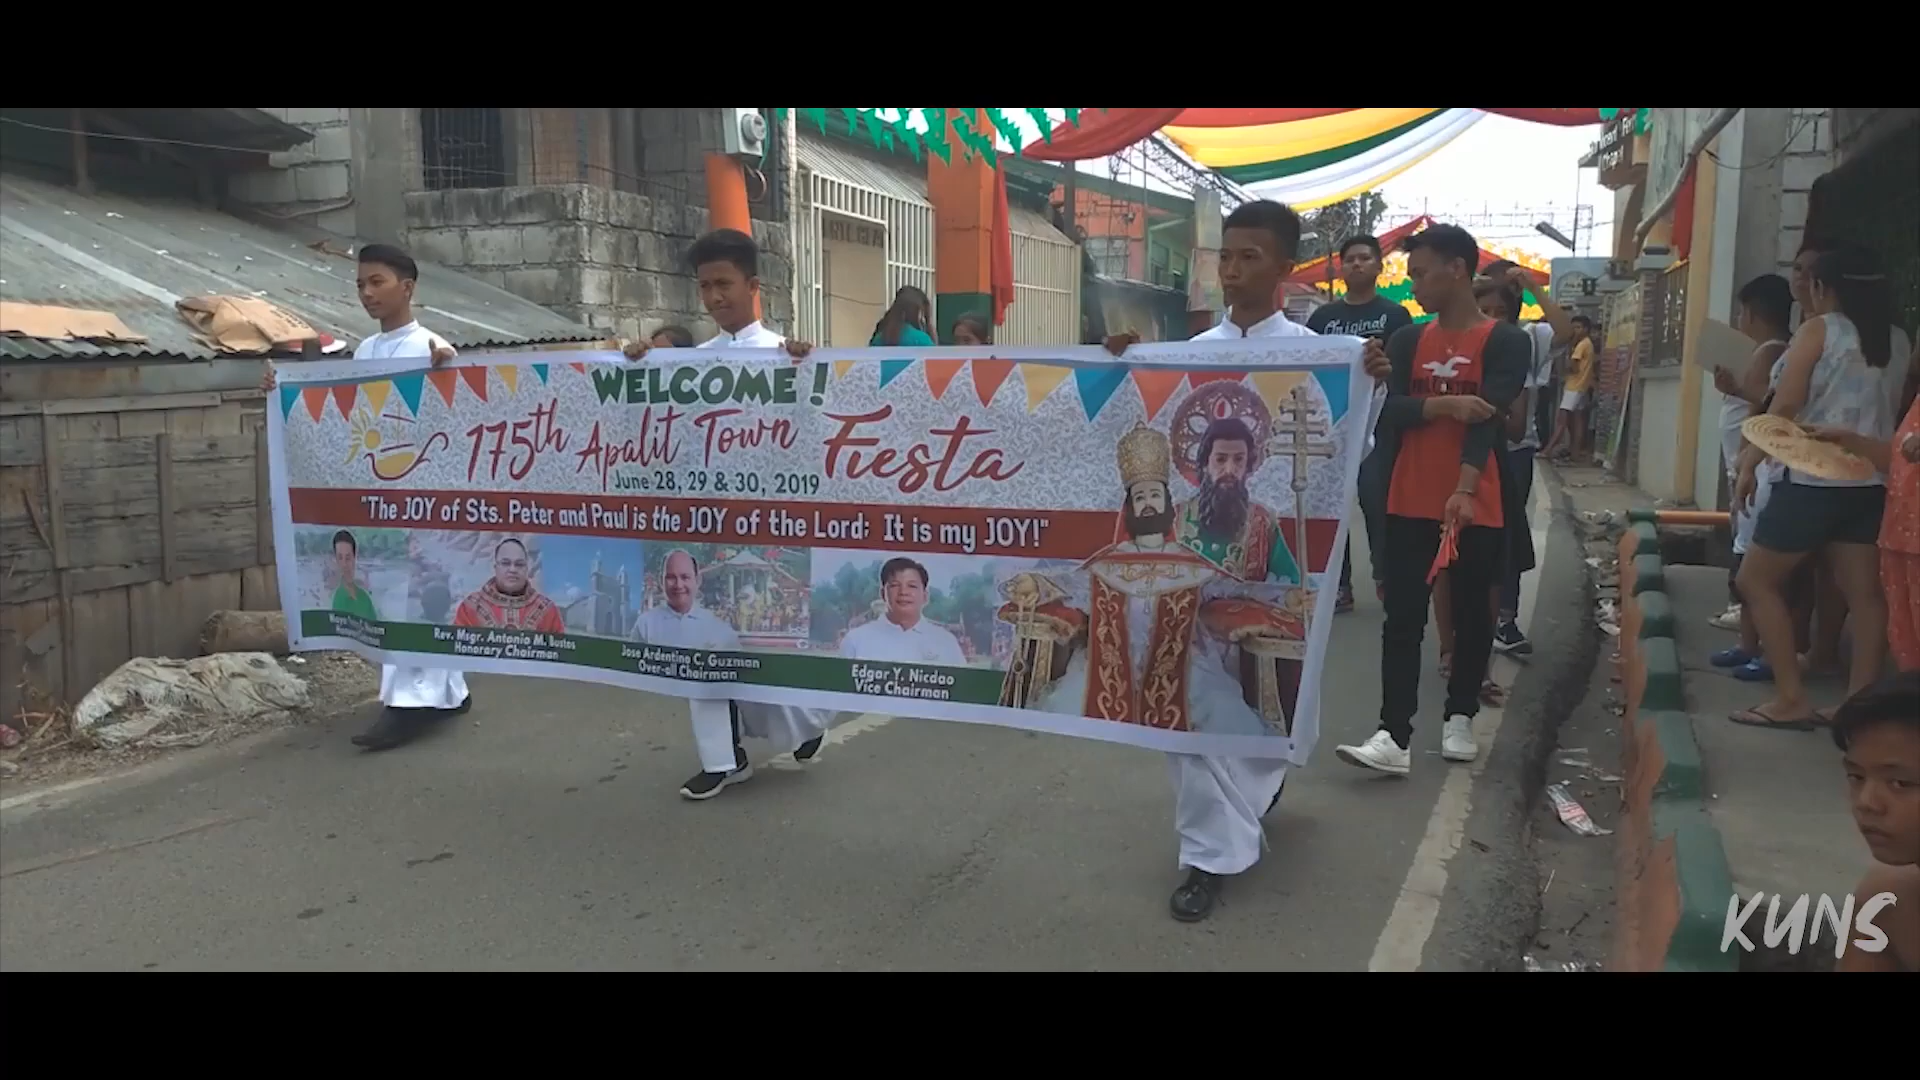 WELCOME!
175th Apalit Town Fiesta
June 28, 29 & 30, 2019
"The JOY of Sts. Peter and Paul is the JOY of the Lord; It is my JOY!"
Rev. Msgr. Antonio M. Bustos
Honorary Chairman
Jose Ardentino C. Guzman
Over-all Chairman
Edgar Y. Nicdao
Vice Chairman
Original
KUNS